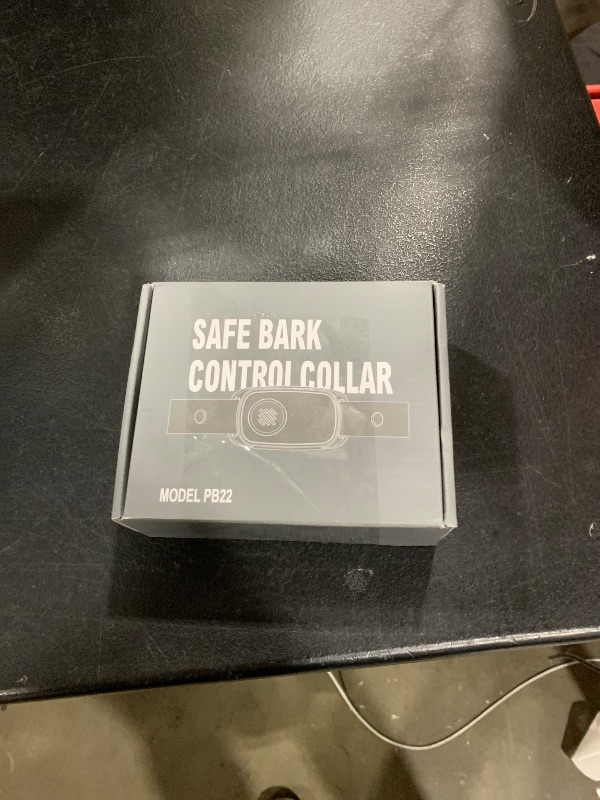 SAFE BARK
CONTROL COLLAR
MODEL PB22